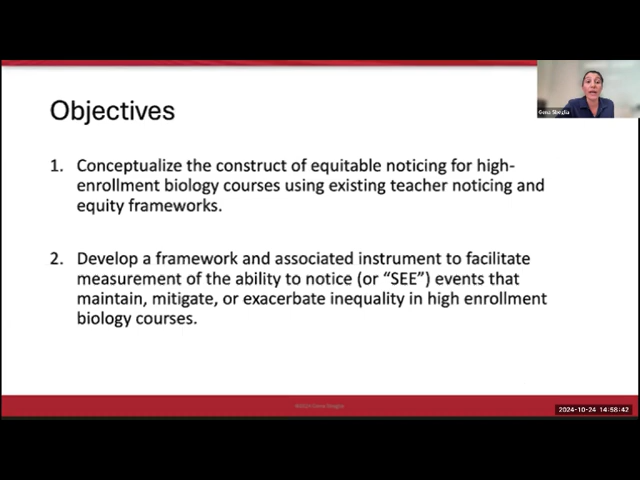 Objectives
1. Conceptualize the construct of equitable noticing for high-
enrollment biology courses using existing teacher noticing and
equity frameworks.
2. Develop a framework and associated instrument to facilitate
measurement of the ability to notice (or “SEE”) events that
maintain, mitigate, or exacerbate inequality in high enrollment
biology courses.
Gena Sbeglia
2024-10-24 14:58:42